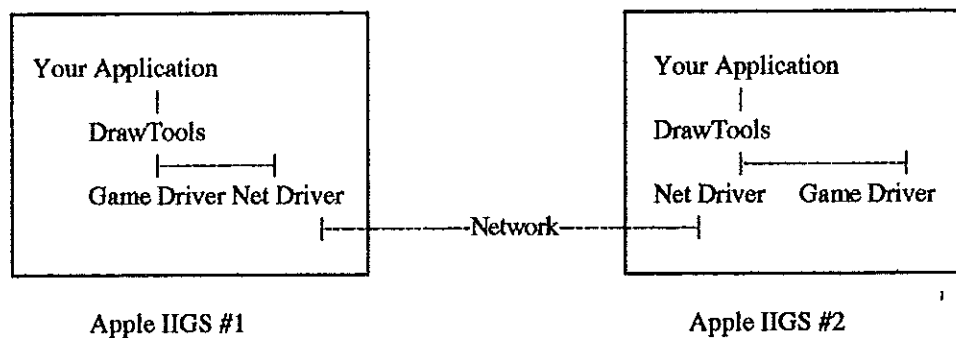 Your Application
DrawTools
Game Driver Net Driver
Network
Your Application
DrawTools
Net Driver Game Driver
Apple IIGS #1
Apple IIGS #2